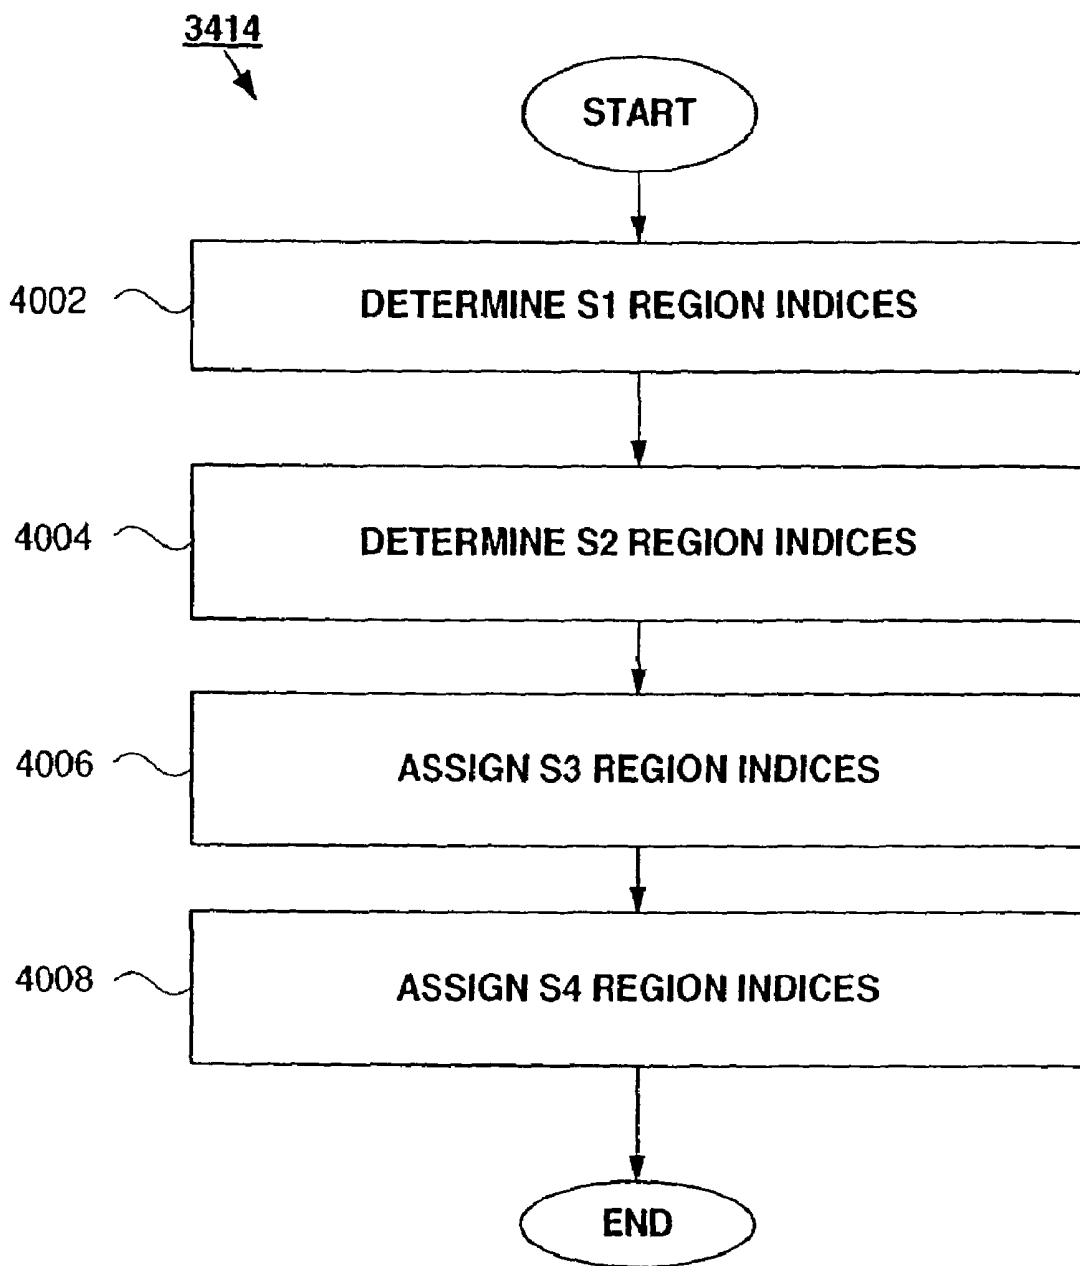 3414
START
4002
DETERMINE S1 REGION INDICES
4004
DETERMINE S2 REGION INDICES
4006
ASSIGN S3 REGION INDICES
4008
ASSIGN S4 REGION INDICES
END